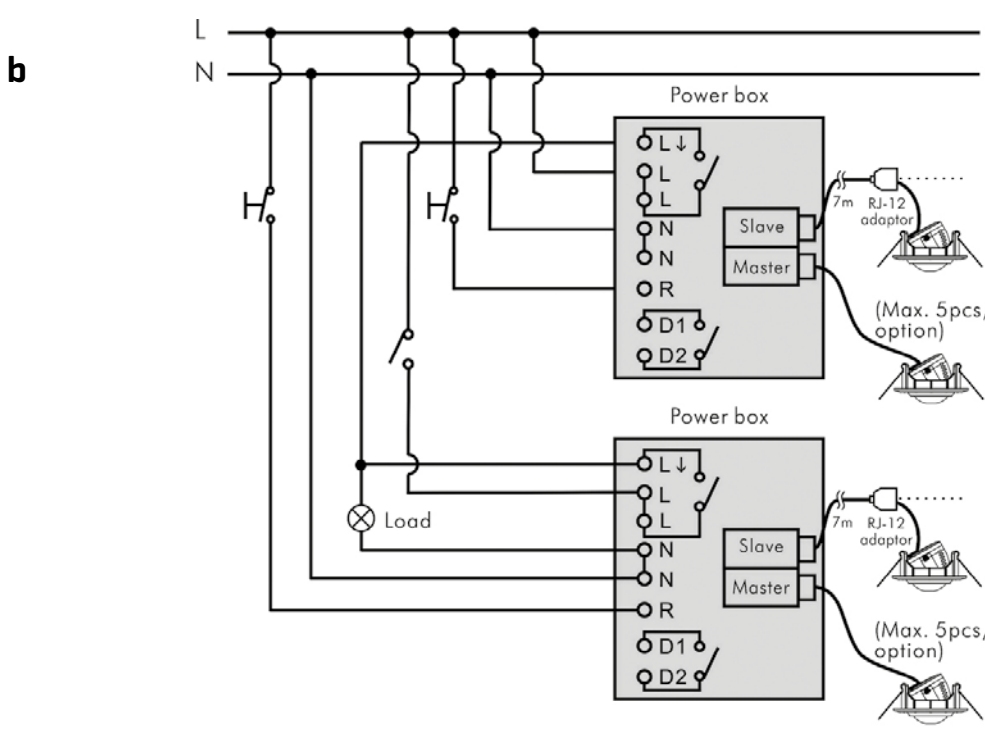 L
b
N
Power box
L↓
L
L
N
N
R
D1
D2
Slave
Master
7m
RJ-12
adaptor
(Max. 5pcs,
option)
Power box
L↓
L
L
N
N
R
D1
D2
Load
Slave
Master
7m
RJ-12
adaptor
(Max. 5pcs,
option)